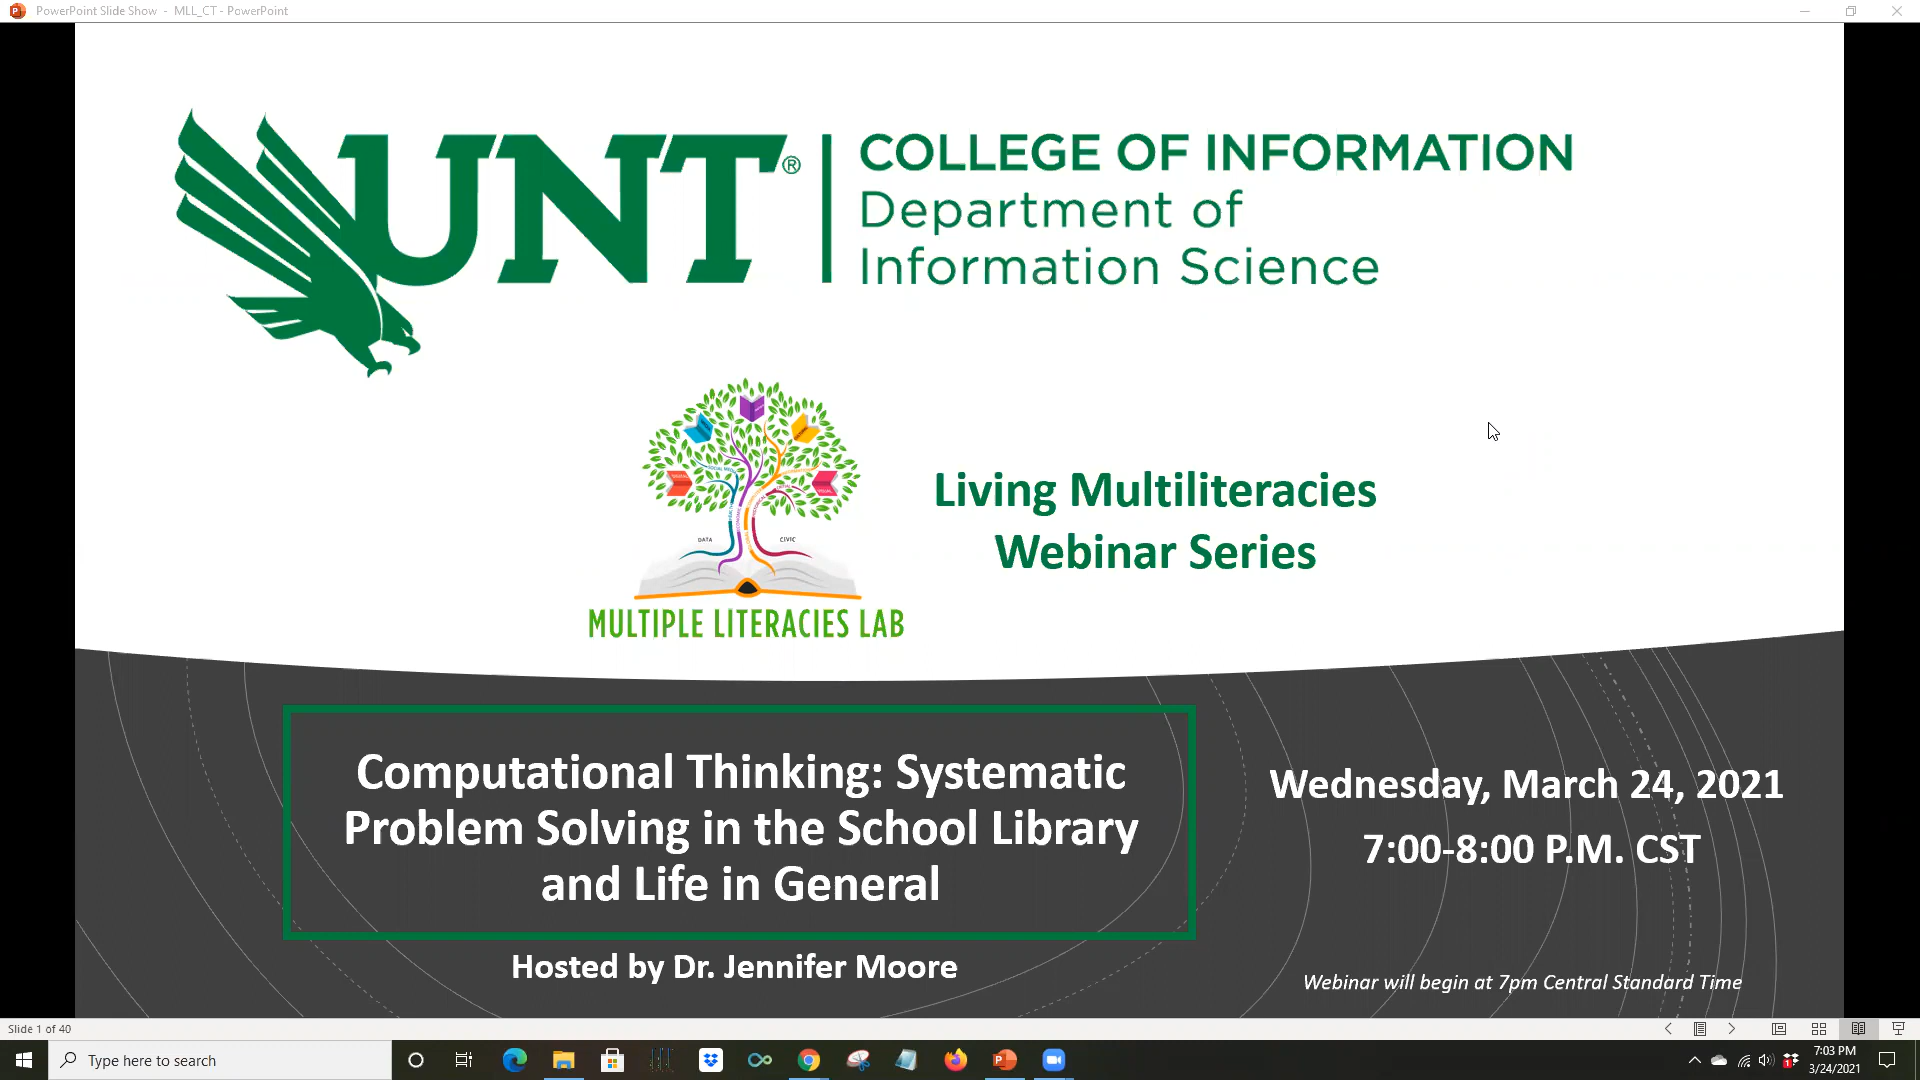 PowerPoint Slide Show - MLL_CT - PowerPoint
UNT®
COLLEGE OF INFORMATION
Department of
Information Science
SOCIAL MEDIA
DATA
CIVIC
MULTIPLE LITERACIES LAB
Living Multiliteracies
Webinar Series
Computational Thinking: Systematic
Problem Solving in the School Library
and Life in General
Hosted by Dr. Jennifer Moore
Wednesday, March 24, 2021
7:00-8:00 P.M. CST
Webinar will begin at 7pm Central Standard Time
Slide 1 of 40
Type here to search
7:03 PM
3/24/2021